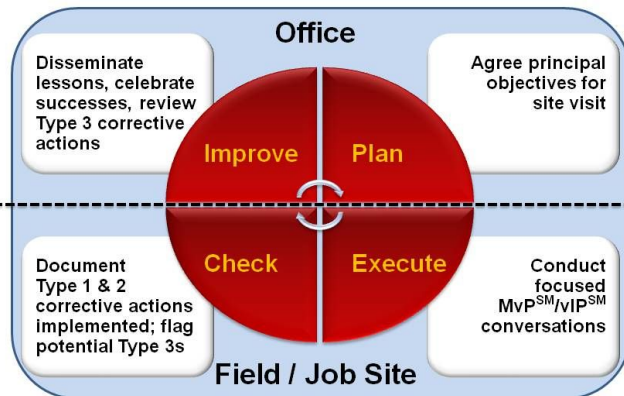 Office
Disseminate
lessons, celebrate
successes, review
Type 3 corrective
actions
Agree principal
objectives for
site visit
Improve
Plan
Check
Execute
Document
Type 1 & 2
corrective actions
implemented; flag
potential Type 3s
Conduct
focused
MvP℠/vIP℠
conversations
Field / Job Site